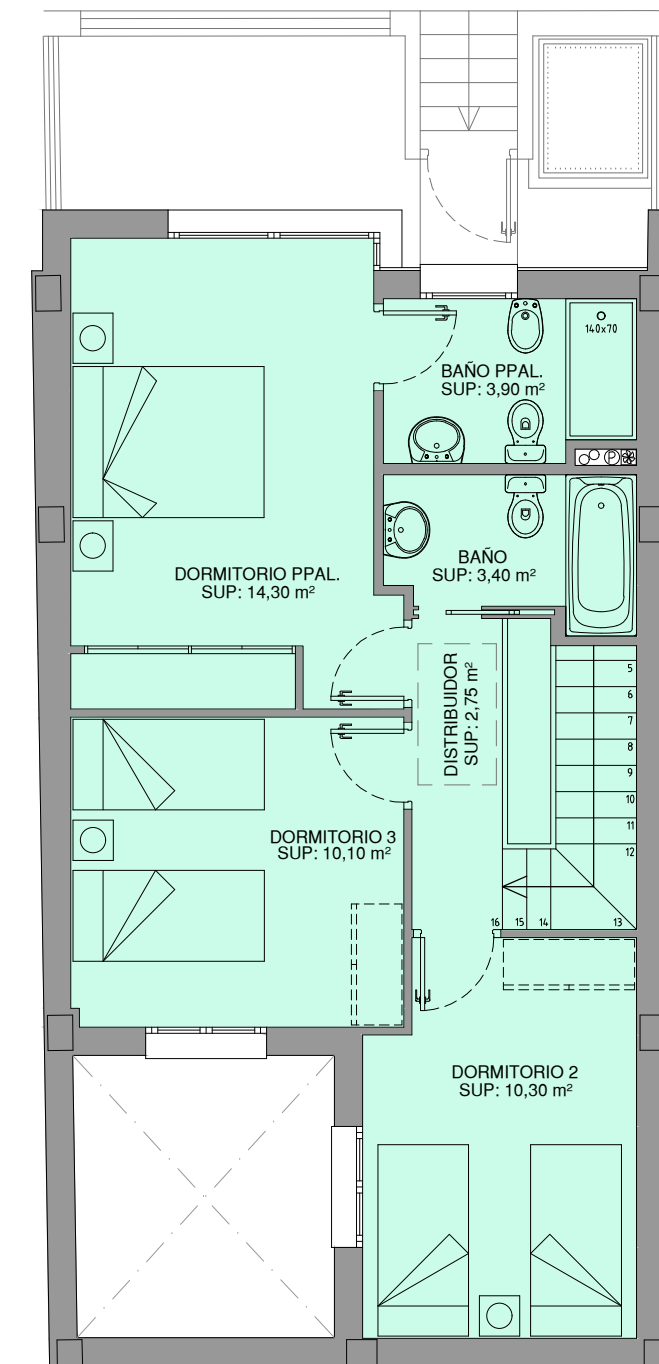 140x70
BAÑO PPAL.
SUP: 3,90 m²
P
BAÑO
SUP: 3,40 m²
DORMITORIO PPAL.
SUP: 14,30 m²
DISTRIBUIDOR
SUP: 2,75 m²
5
6
7
8
9
10
11
12
DORMITORIO 3
SUP: 10,10 m²
16
15
14
13
DORMITORIO 2
SUP: 10,30 m²